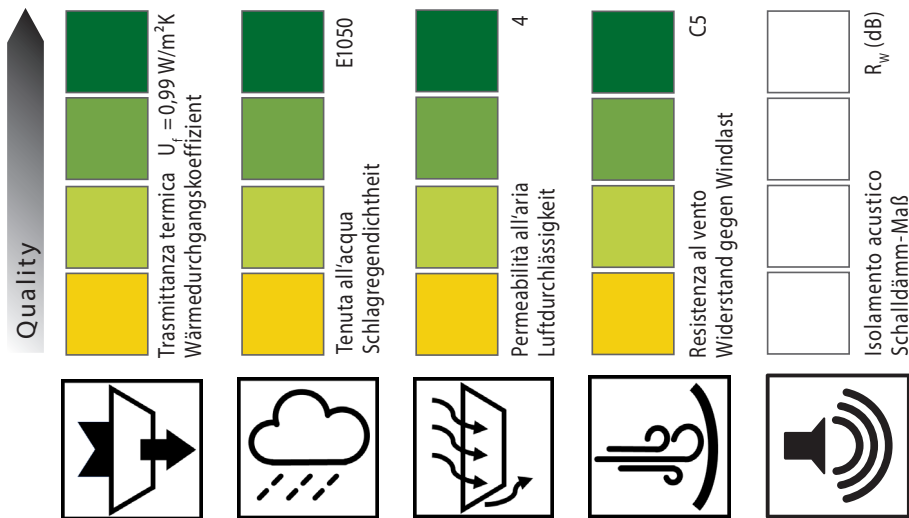 Quality
Trasmittanza termica U_f = 0,99 W/m²K
Wärmedurchgangskoeffizient
Tenuta all'acqua E1050
Schlagregendichtheit
Permeabilità all'aria 4
Luftdurchlässigkeit
Resistenza al vento C5
Widerstand gegen Windlast
Isolamento acustico R_w (dB)
Schalldämm-Maß